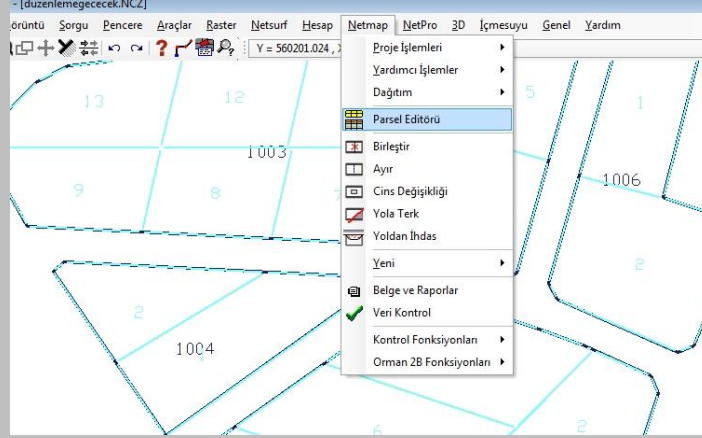 - [duzenlemegececek.NCZ]
örüntü Sorgu Pencere Araçlar Raster Netsurf Hesap Netmap NetPro 3D İçmesuyu Genel Yardım
Y = 560201.024 ,
Proje İşlemleri
Yardımcı İşlemler
Dağıtım
Parsel Editörü
Birleştir
Ayır
Cins Değişikliği
Yola Terk
Yoldan İhdas
Yeni
Belge ve Raporlar
Veri Kontrol
Kontrol Fonksiyonları
Orman 2B Fonksiyonları
13
12
5
1
1003
1006
9
8
2
2
1004
6
2